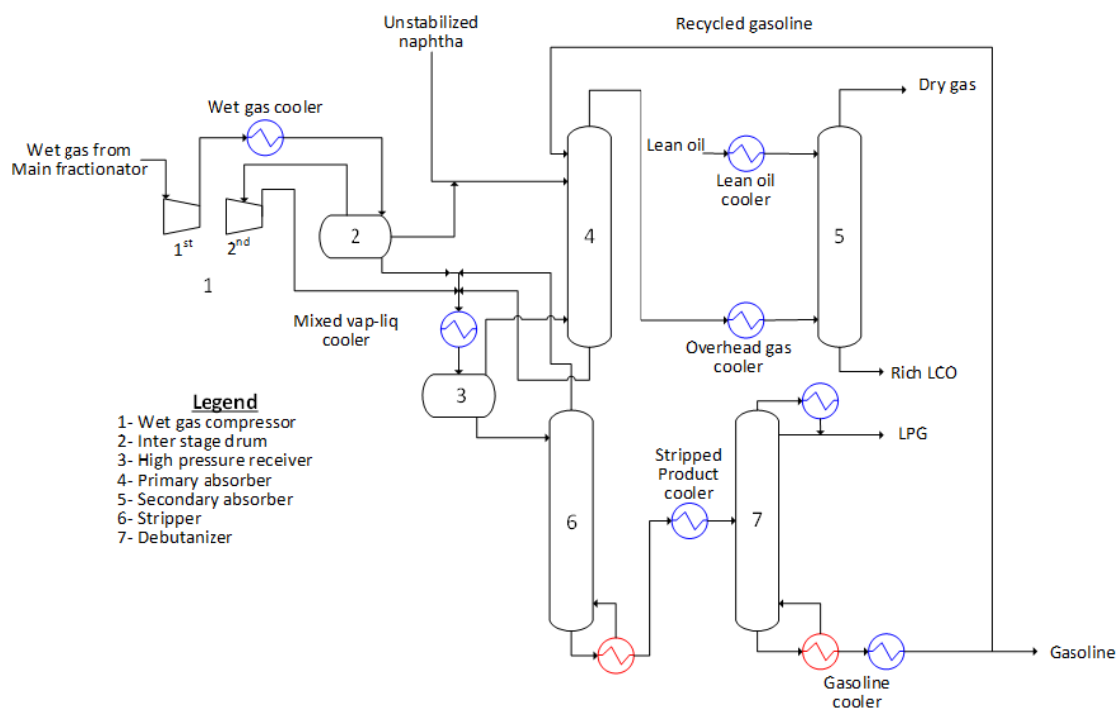 Unstabilized
naphtha
Recycled gasoline
Dry gas
Wet gas cooler
Wet gas from
Main fractionator
Lean oil
Lean oil
cooler
1st
2nd
1
2
4
5
Mixed vap-liq
cooler
Overhead gas
cooler
3
Rich LCO
Legend
1- Wet gas compressor
2- Inter stage drum
3- High pressure receiver
4- Primary absorber
5- Secondary absorber
6- Stripper
7- Debutanizer
LPG
Stripped
Product
cooler
6
7
Gasoline
cooler
Gasoline